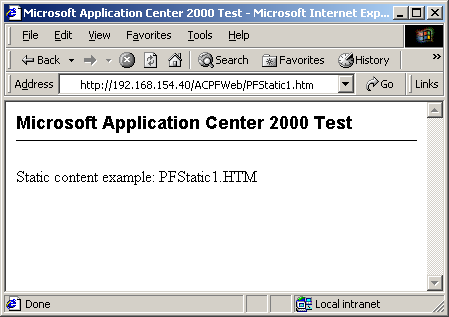 Microsoft Application Center 2000 Test - Microsoft Internet Exp...
File Edit View Favorites Tools Help
Back Search Favorites History
Address http://192.168.154.40/ACPFWeb/PFStatic1.htm Go Links
Microsoft Application Center 2000 Test
Static content example: PFStatic1.HTM
Done Local intranet